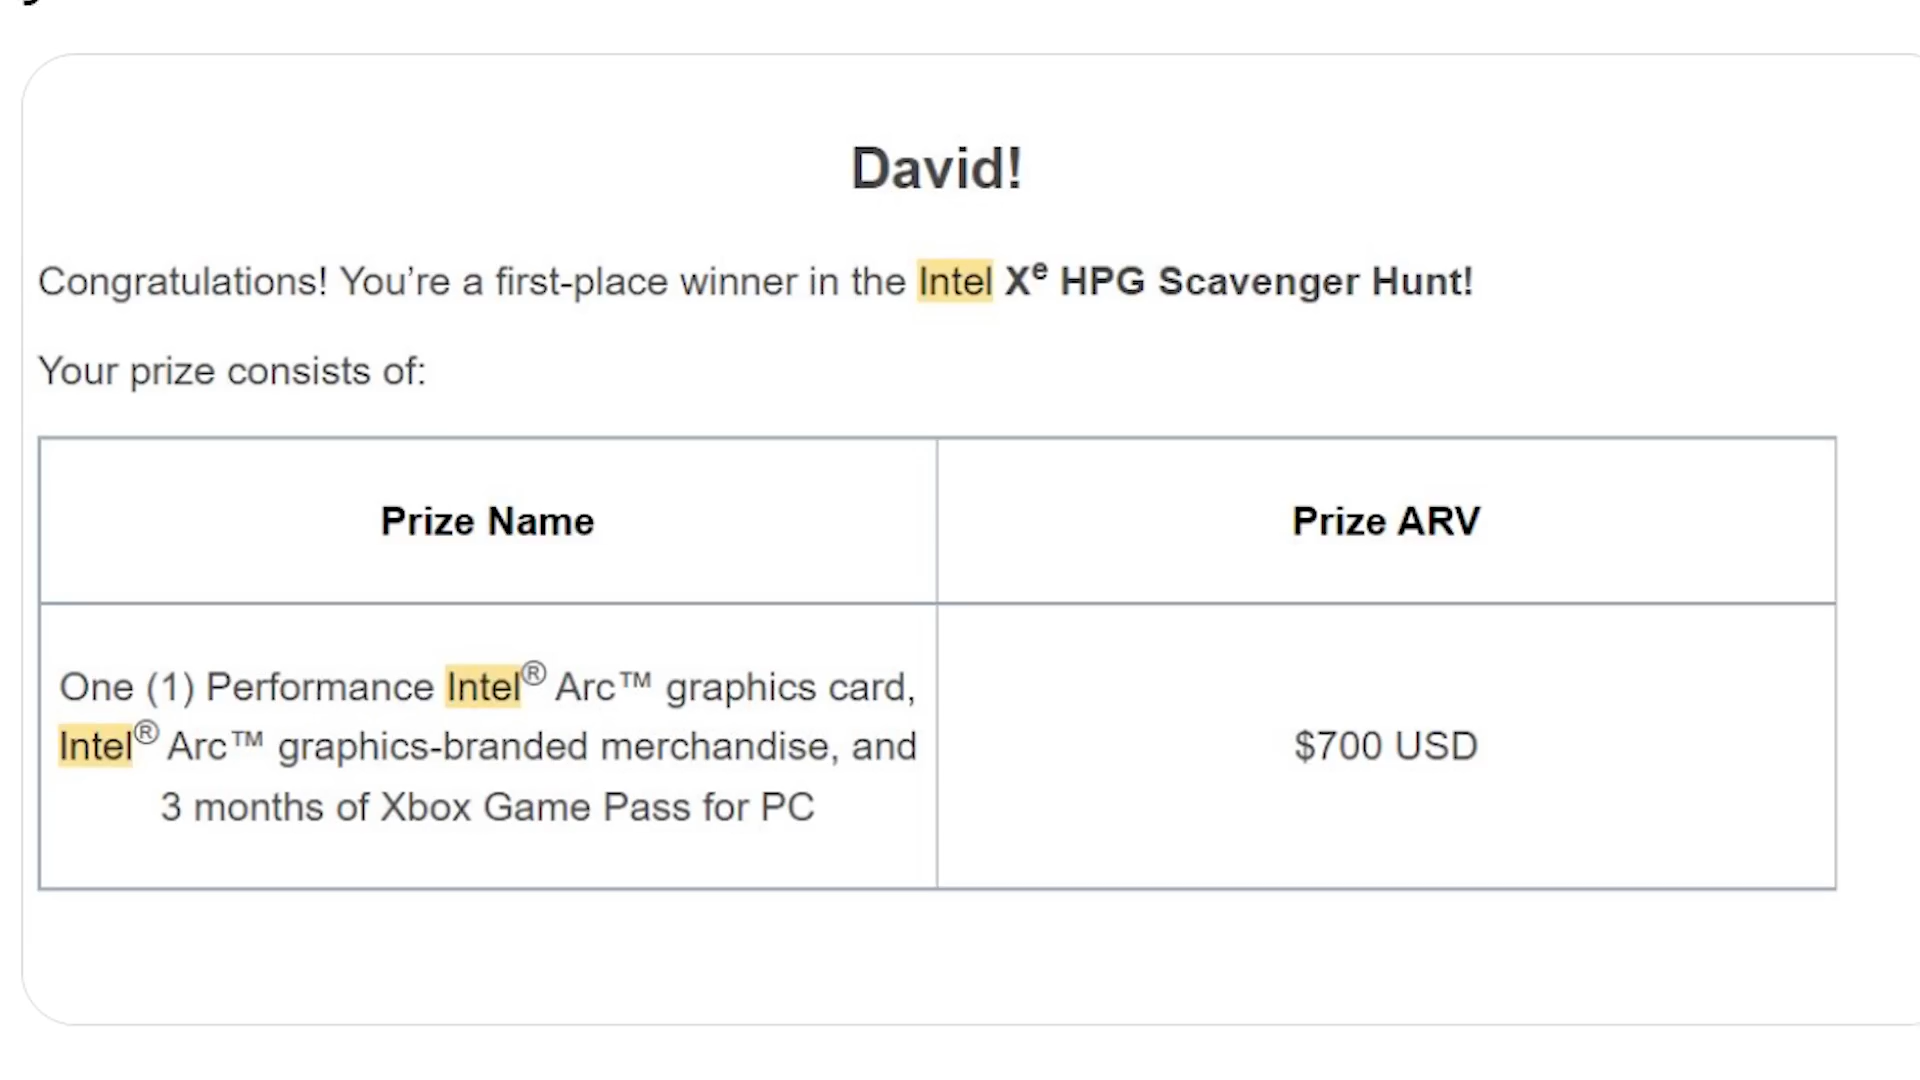 David!
Congratulations! You’re a first-place winner in the Intel Xᵉ HPG Scavenger Hunt!
Your prize consists of:
Prize Name
Prize ARV
One (1) Performance Intel® Arc™ graphics card,
Intel® Arc™ graphics-branded merchandise, and
3 months of Xbox Game Pass for PC
$700 USD